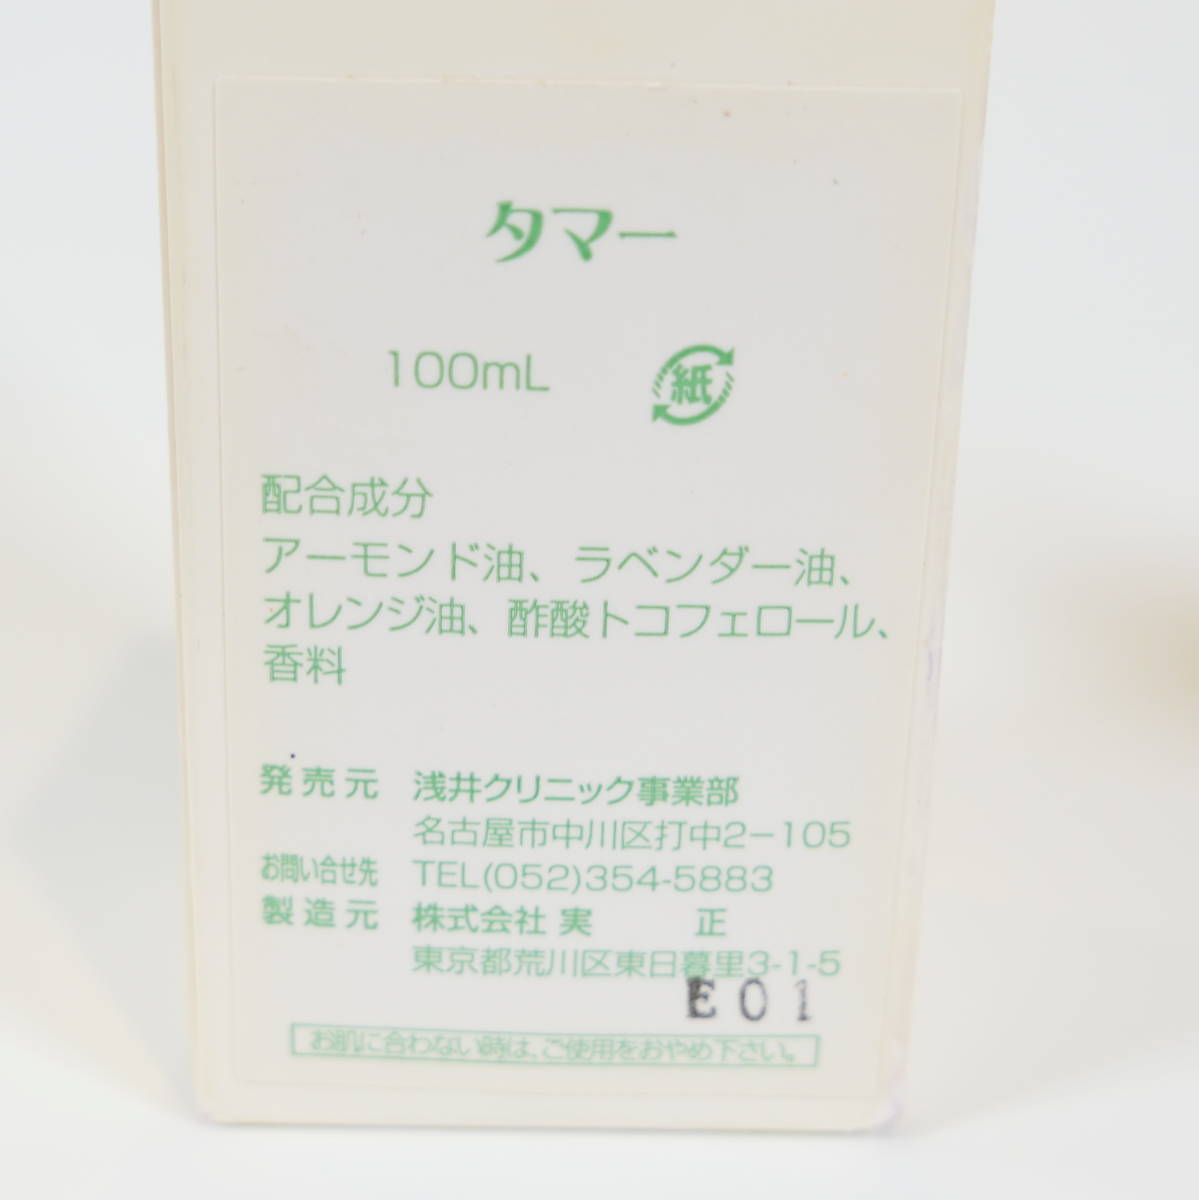 タマー
100mL 紙
配合成分
アーモンド油、ラベンダー油、
オレンジ油、酢酸トコフェロール、
香料
発売元 浅井クリニック事業部
名古屋市中川区打中2-105
お問い合せ先 TEL(052)354-5883
製造元 株式会社 実 正
東京都荒川区東日暮里3-1-5
E01
お肌に合わない時は、ご使用をおやめ下さい。